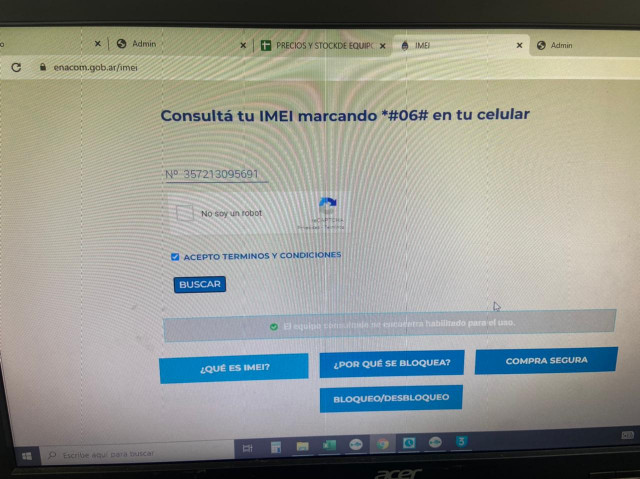 Admin
PRECIOS Y STOCKDE EQUIPO
IMEI
Admin
enacom.gob.ar/imei
Consultá tu IMEI marcando *#06# en tu celular
Nº 357213095691
No soy un robot
reCAPTCHA
Privacidad - Términos
ACEPTO TERMINOS Y CONDICIONES
BUSCAR
El equipo consultado se encuentra habilitado para el uso.
¿QUÉ ES IMEI?
¿POR QUÉ SE BLOQUEA?
COMPRA SEGURA
BLOQUEO/DESBLOQUEO
Escribe aquí para buscar
acer